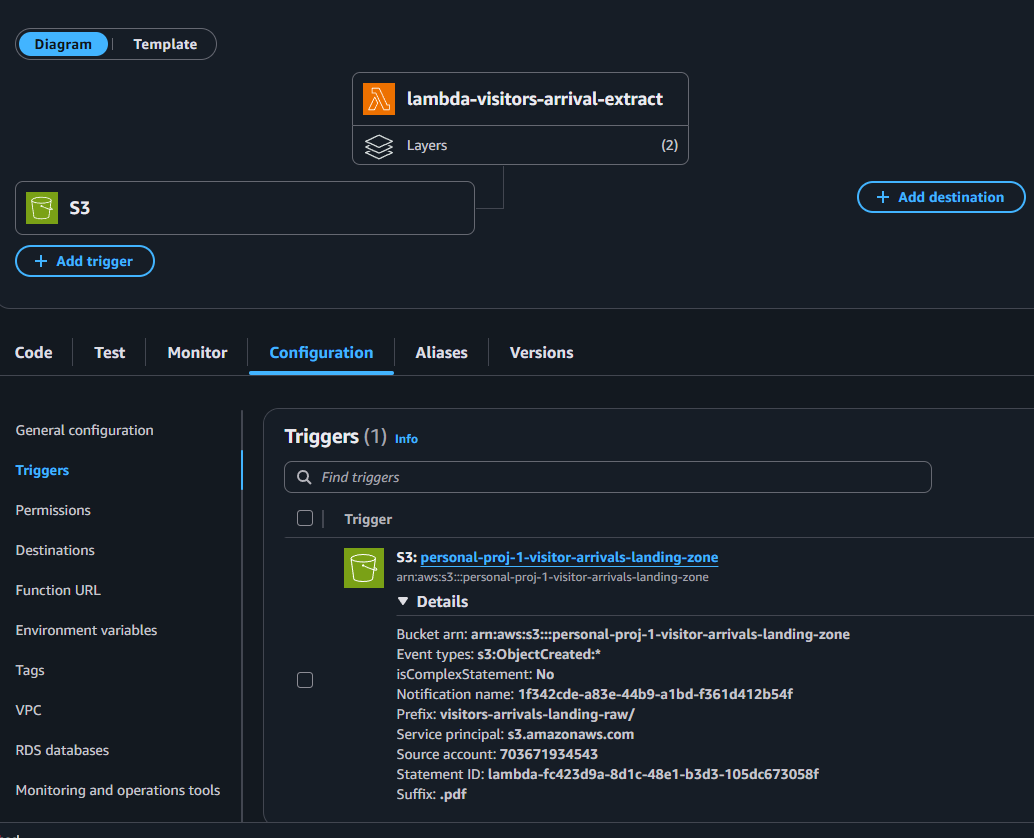 Diagram
Template
lambda-visitors-arrival-extract
Layers
(2)
S3
+ Add destination
+ Add trigger
Code
Test
Monitor
Configuration
Aliases
Versions
General configuration
Triggers
Permissions
Destinations
Function URL
Environment variables
Tags
VPC
RDS databases
Monitoring and operations tools
Triggers (1) Info
Find triggers
Trigger
S3: personal-proj-1-visitor-arrivals-landing-zone
arn:aws:s3:::personal-proj-1-visitor-arrivals-landing-zone
▼ Details
Bucket arn: arn:aws:s3:::personal-proj-1-visitor-arrivals-landing-zone
Event types: s3:ObjectCreated:*
isComplexStatement: No
Notification name: 1f342cde-a83e-44b9-a1bd-f361d412b54f
Prefix: visitors-arrivals-landing-raw/
Service principal: s3.amazonaws.com
Source account: 703671934543
Statement ID: lambda-fc423d9a-8d1c-48e1-b3d3-105dc673058f
Suffix: .pdf